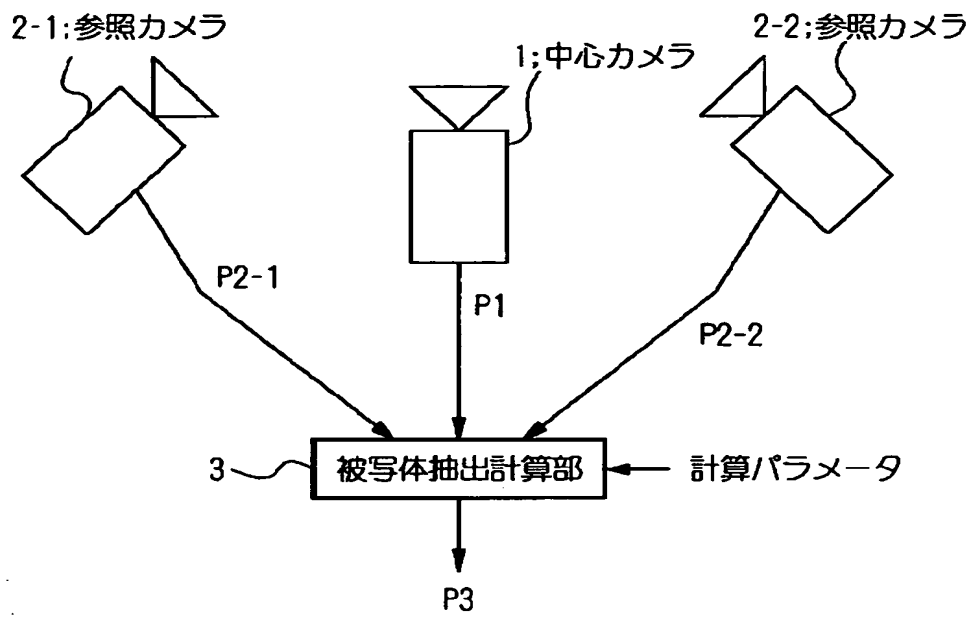 2-1;参照カメラ
1;中心カメラ
2-2;参照カメラ
P2-1
P1
P2-2
3
被写体抽出計算部
計算パラメータ
P3